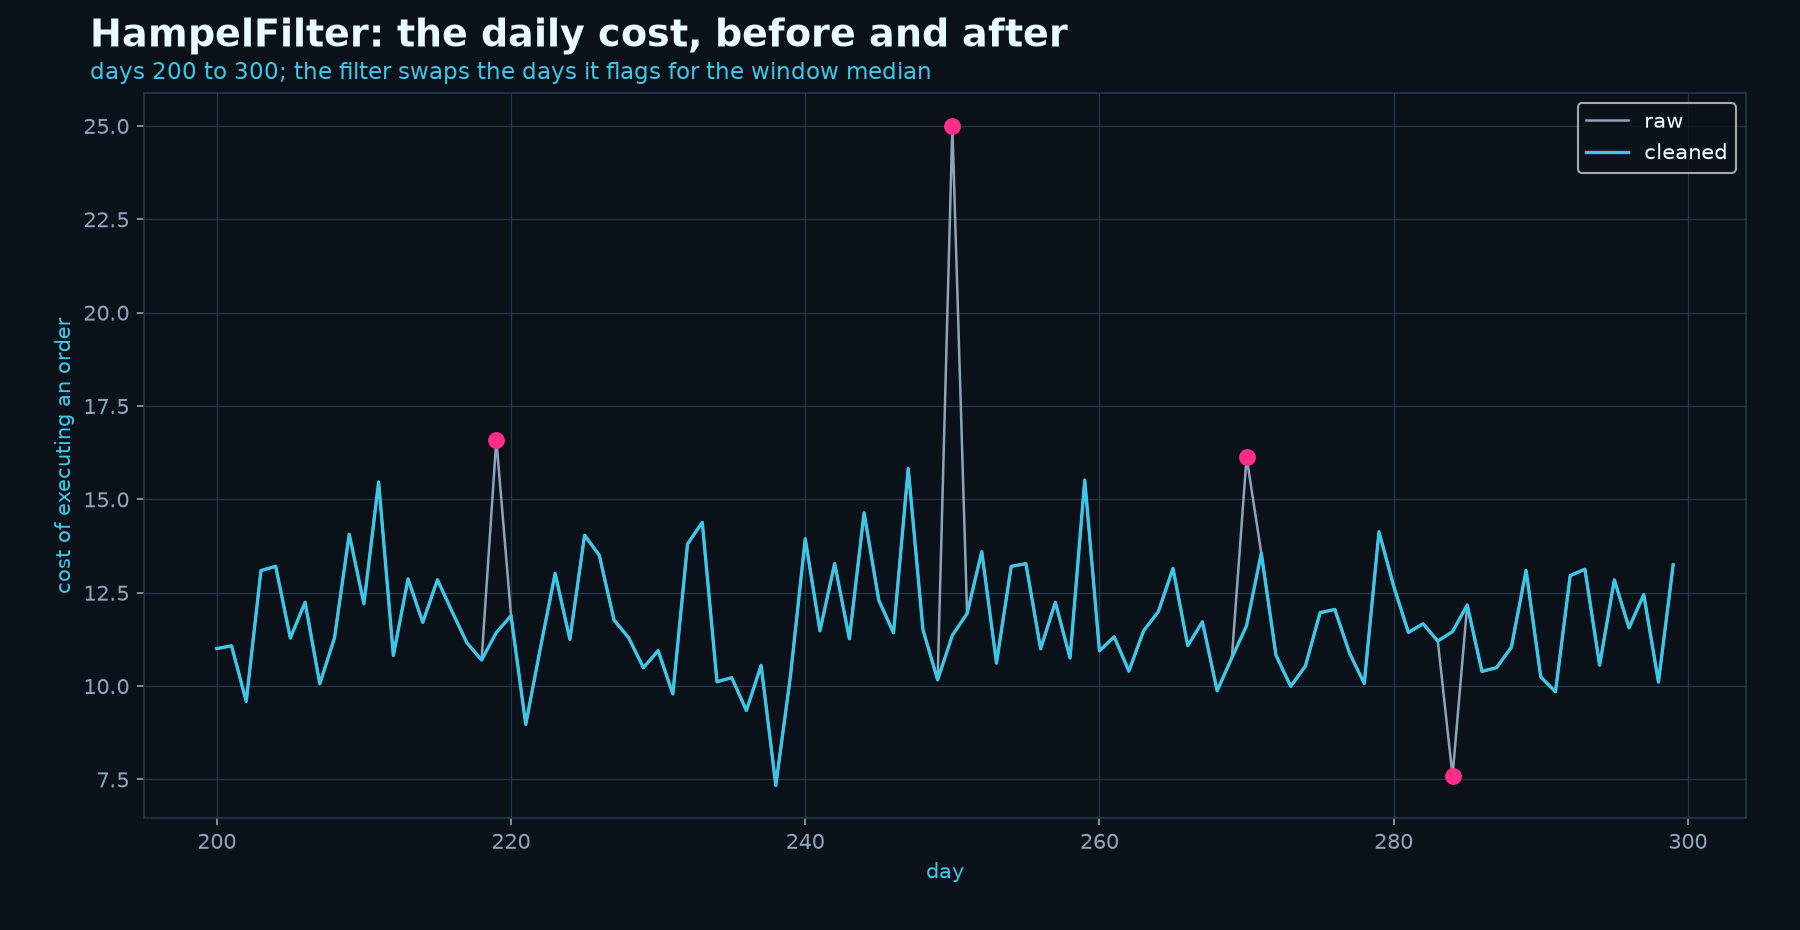 HampelFilter: the daily cost, before and after
days 200 to 300; the filter swaps the days it flags for the window median
raw
cleaned
cost of executing an order
25.0
22.5
20.0
17.5
15.0
12.5
10.0
7.5
200 220 240 260 280 300
day